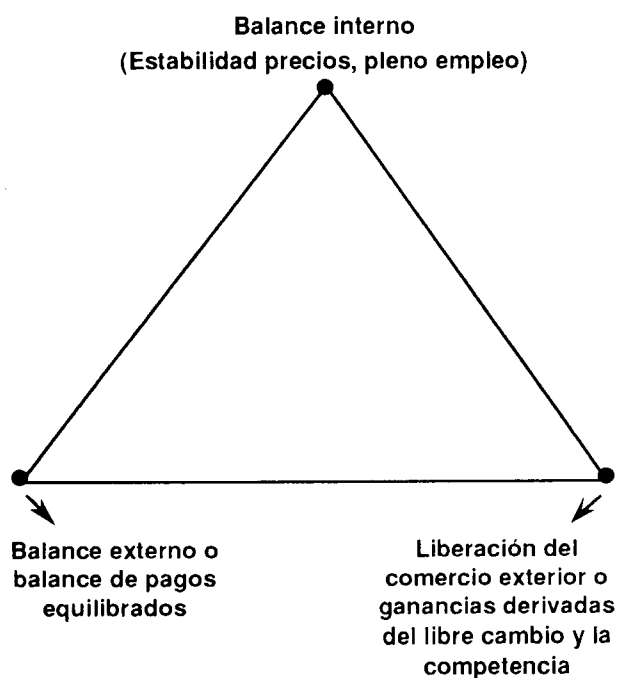 Balance interno
(Estabilidad precios, pleno empleo)
Balance externo o
balance de pagos
equilibrados
Liberación del
comercio exterior o
ganancias derivadas
del libre cambio y la
competencia